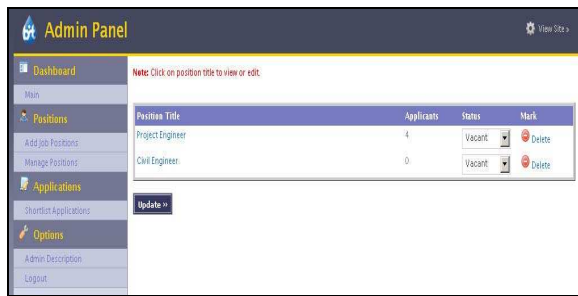 Admin Panel
View Site »
Dashboard
Main
Positions
Add Job Positions
Manage Positions
Applications
Shortlist Applications
Options
Admin Description
Logout
Note: Click on position title to view or edit.
Position Title Applicants Status Mark
Project Engineer 4 Vacant Delete
Civil Engineer 0 Vacant Delete
Update »